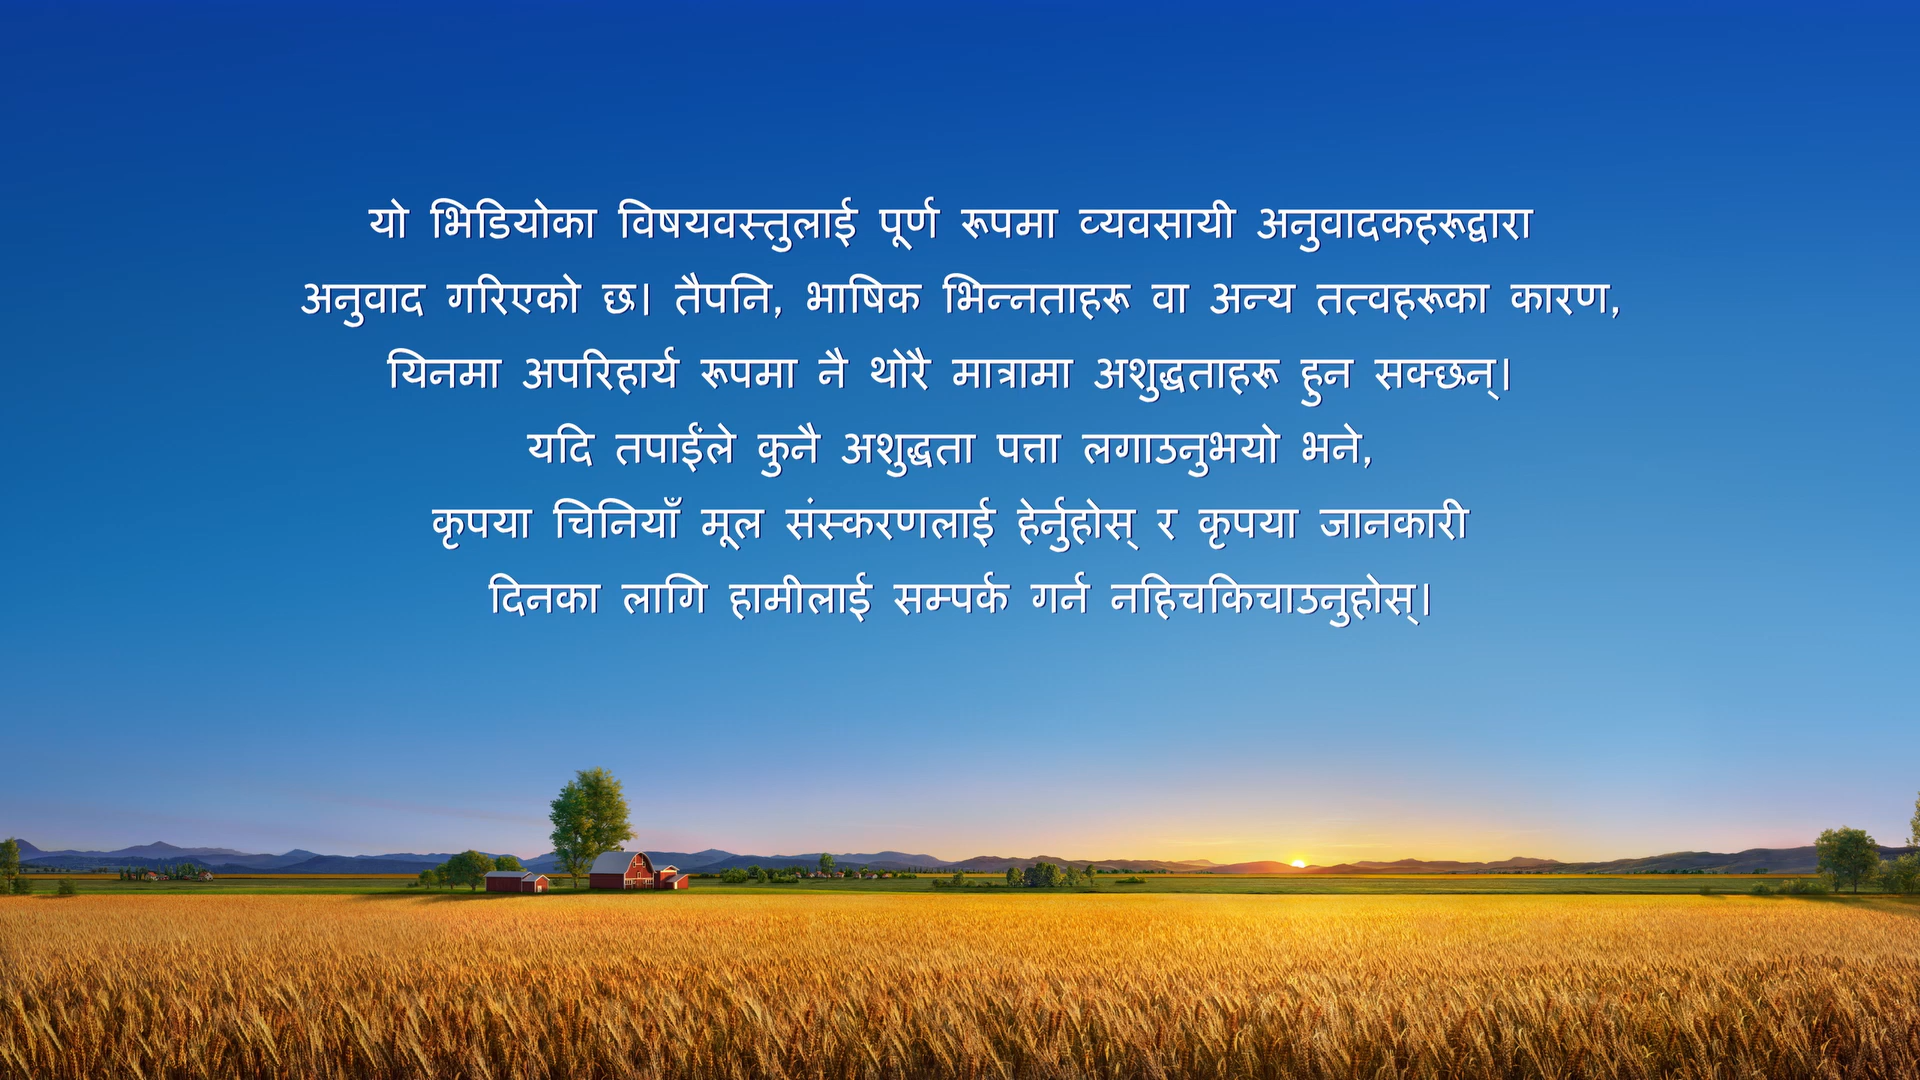 यो भिडियोका विषयवस्तुलाई पूर्ण रूपमा व्यवसायी अनुवादकहरूद्वारा
अनुवाद गरिएको छ। तैपनि, भाषिक भिन्नताहरू वा अन्य तत्वहरूका कारण,
यिनमा अपरिहार्य रूपमा नै थोरै मात्रामा अशुद्धताहरू हुन सक्छन्।
यदि तपाईंले कुनै अशुद्धता पत्ता लगाउनुभयो भने,
कृपया चिनियाँ मूल संस्करणलाई हेर्नुहोस् र कृपया जानकारी
दिनका लागि हामीलाई सम्पर्क गर्न नहिचकिचाउनुहोस्।